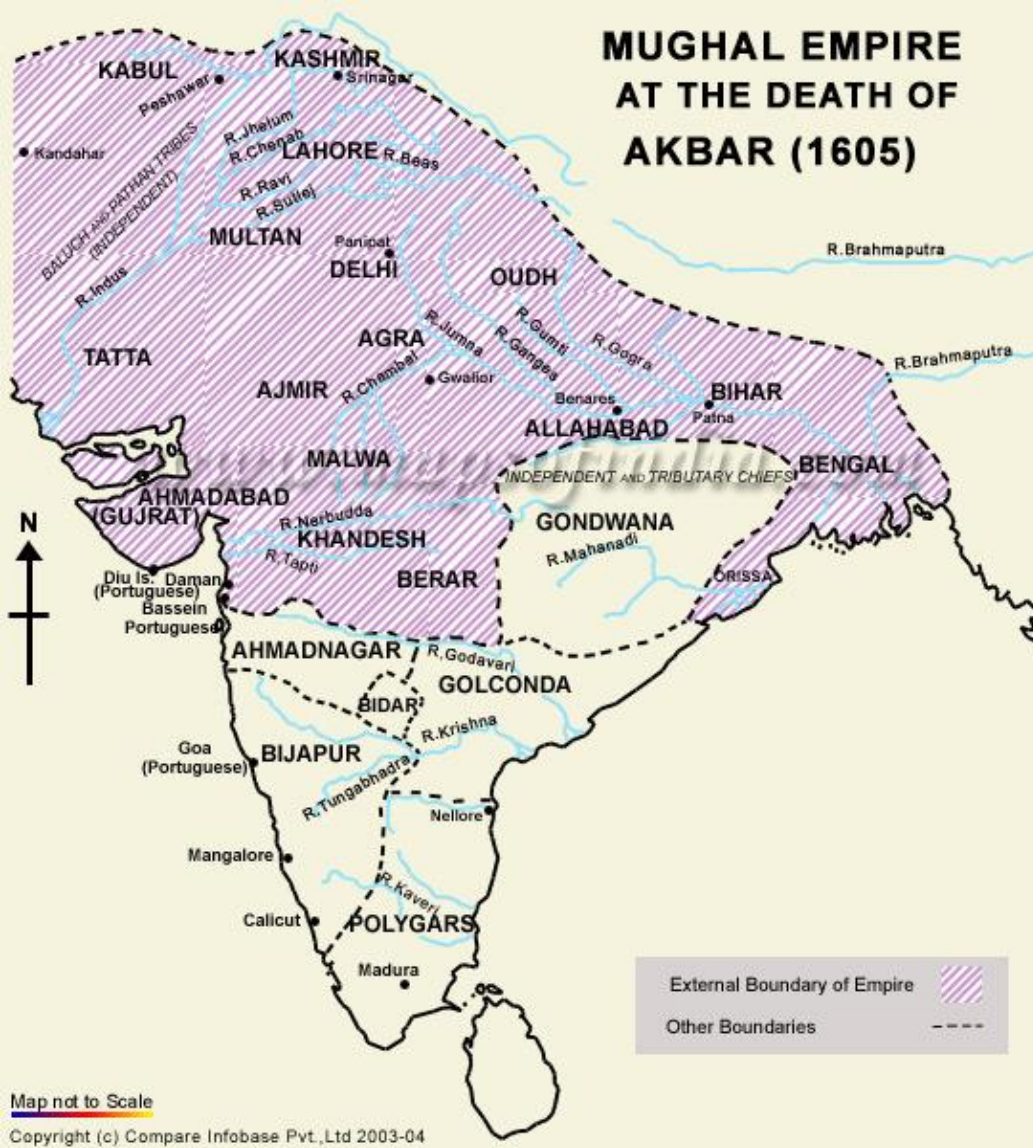 MUGHAL EMPIRE
AT THE DEATH OF
AKBAR (1605)
KABUL
KASHMIR
Srinagar
Peshawar
Kandahar
R.Jhelum
R.Chenab
LAHORE
R.Beas
R.Ravi
R.Sutlej
BALUCH AND PATHAN TRIBES
(INDEPENDENT)
MULTAN
Panipat
DELHI
R.Indus
OUDH
R.Brahmaputra
TATTA
AGRA
R.Jumna
R.Gumti
R.Ganges
R.Gogra
R.Brahmaputra
AJMIR
R.Chambal
Gwalior
Benares
BIHAR
Patna
ALLAHABAD
MALWA
INDEPENDENT AND TRIBUTARY CHIEFS
BENGAL
AHMADABAD
(GUJRAT)
R.Nerbudda
GONDWANA
KHANDESH
R.Tapti
R.Mahanadi
BERAR
ORISSA
N
Diu Is.
(Portuguese)
Daman
Bassein
Portuguese
AHMADNAGAR
R.Godavari
GOLCONDA
BIDAR
R.Krishna
Goa
(Portuguese)
BIJAPUR
R.Tungabhadra
Nellore
Mangalore
R.Kaveri
Calicut
POLYGARS
Madura
External Boundary of Empire
Other Boundaries
Map not to Scale
Copyright (c) Compare Infobase Pvt.,Ltd 2003-04